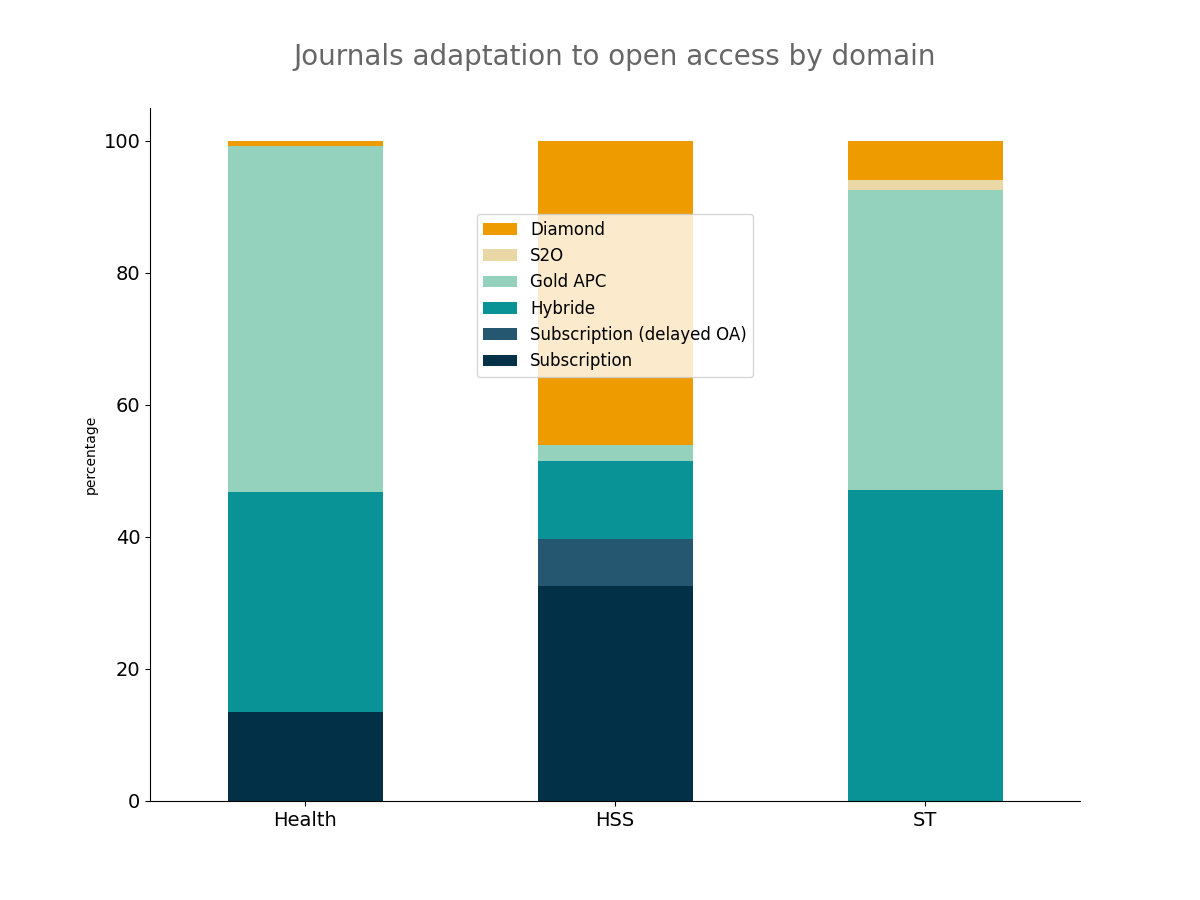 Journals adaptation to open access by domain
100
80
60
40
20
0
percentage
Diamond
S2O
Gold APC
Hybride
Subscription (delayed OA)
Subscription
Health
HSS
ST